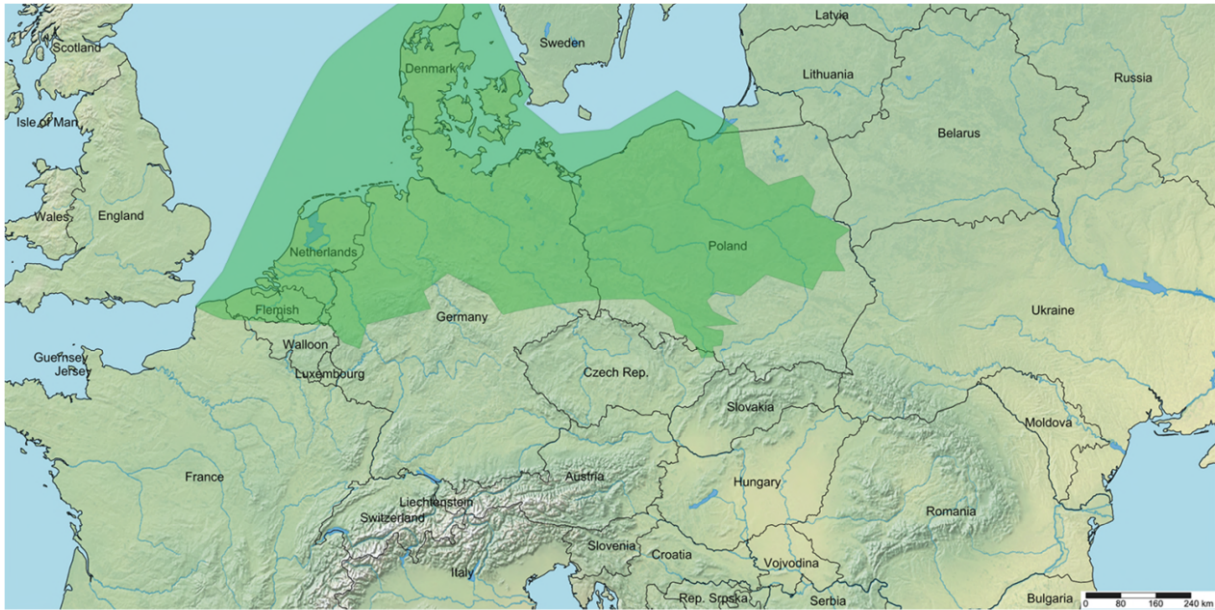 Latvia
Scotland
Sweden
Denmark
Lithuania
Russia
Isle of Man
Belarus
Wales
England
Netherlands
Poland
Flemish
Germany
Ukraine
Walloon
Guernsey
Jersey
Luxembourg
Czech Rep.
Slovakia
Moldova
France
Austria
Hungary
Liechtenstein
Switzerland
Romania
Slovenia
Croatia
Vojvodina
Italy
Rep. Srpska
Serbia
Bulgaria
0 80 160 240 km